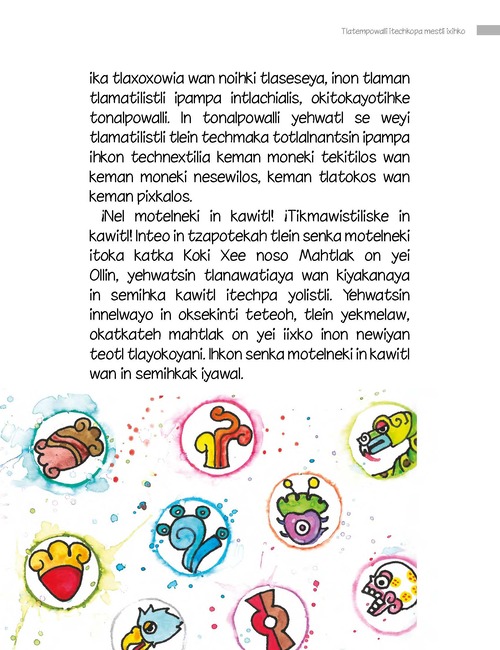 Tlatempowalli itechkopa mestli ixihko
ika tlaxoxowia wan noihki tlaseseya, inon tlaman
tlamatilistli ipampa intlachialis, okitokayotihke
tonalpowalli. In tonalpowalli yehwatl se weyi
tlamatilistli tlein techmaka totlalnantsin ipampa
ihkon technextilia keman moneki tekitilos wan
keman moneki nesewilos, keman tlatokos wan
keman pixkalos.
¡Nel motelneki in kawitl! ¡Tikmawistiliske in
kawitl! Inteo in tzapotekah tlein senka motelneki
itoka katka Koki Xee noso Mahtlak on yei
Ollin, yehwatsin tlanawatiaya wan kiyakanaya
in semihka kawitl itechpa yolistli. Yehwatsin
innelwayo in oksekinti teteoh, tlein yekmelaw,
okatkateh mahtlak on yei iixko inon newiyan
teotl tlayokoyani. Ihkon senka motelneki in kawitl
wan in semihkak iyawal.